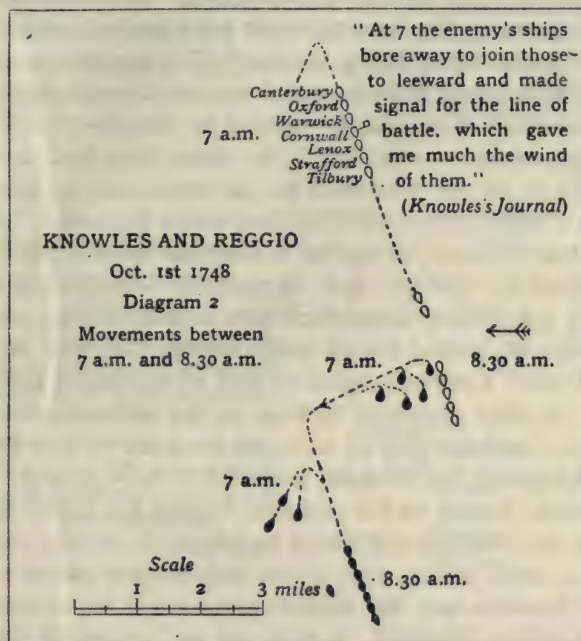 "At 7 the enemy's ships
bore away to join those
to leeward and made
signal for the line of
battle. which gave
me much the wind
of them."
(Knowles's Journal)
Canterbury
Oxford
Warwick
7 a.m.
Cornwall
Lenox
Strafford
Tilbury
KNOWLES AND REGGIO
Oct. 1st 1748
Diagram 2
Movements between
7 a.m. and 8.30 a.m.
7 a.m.
8.30 a.m.
7 a.m.
8.30 a.m.
Scale
1 2 3 miles